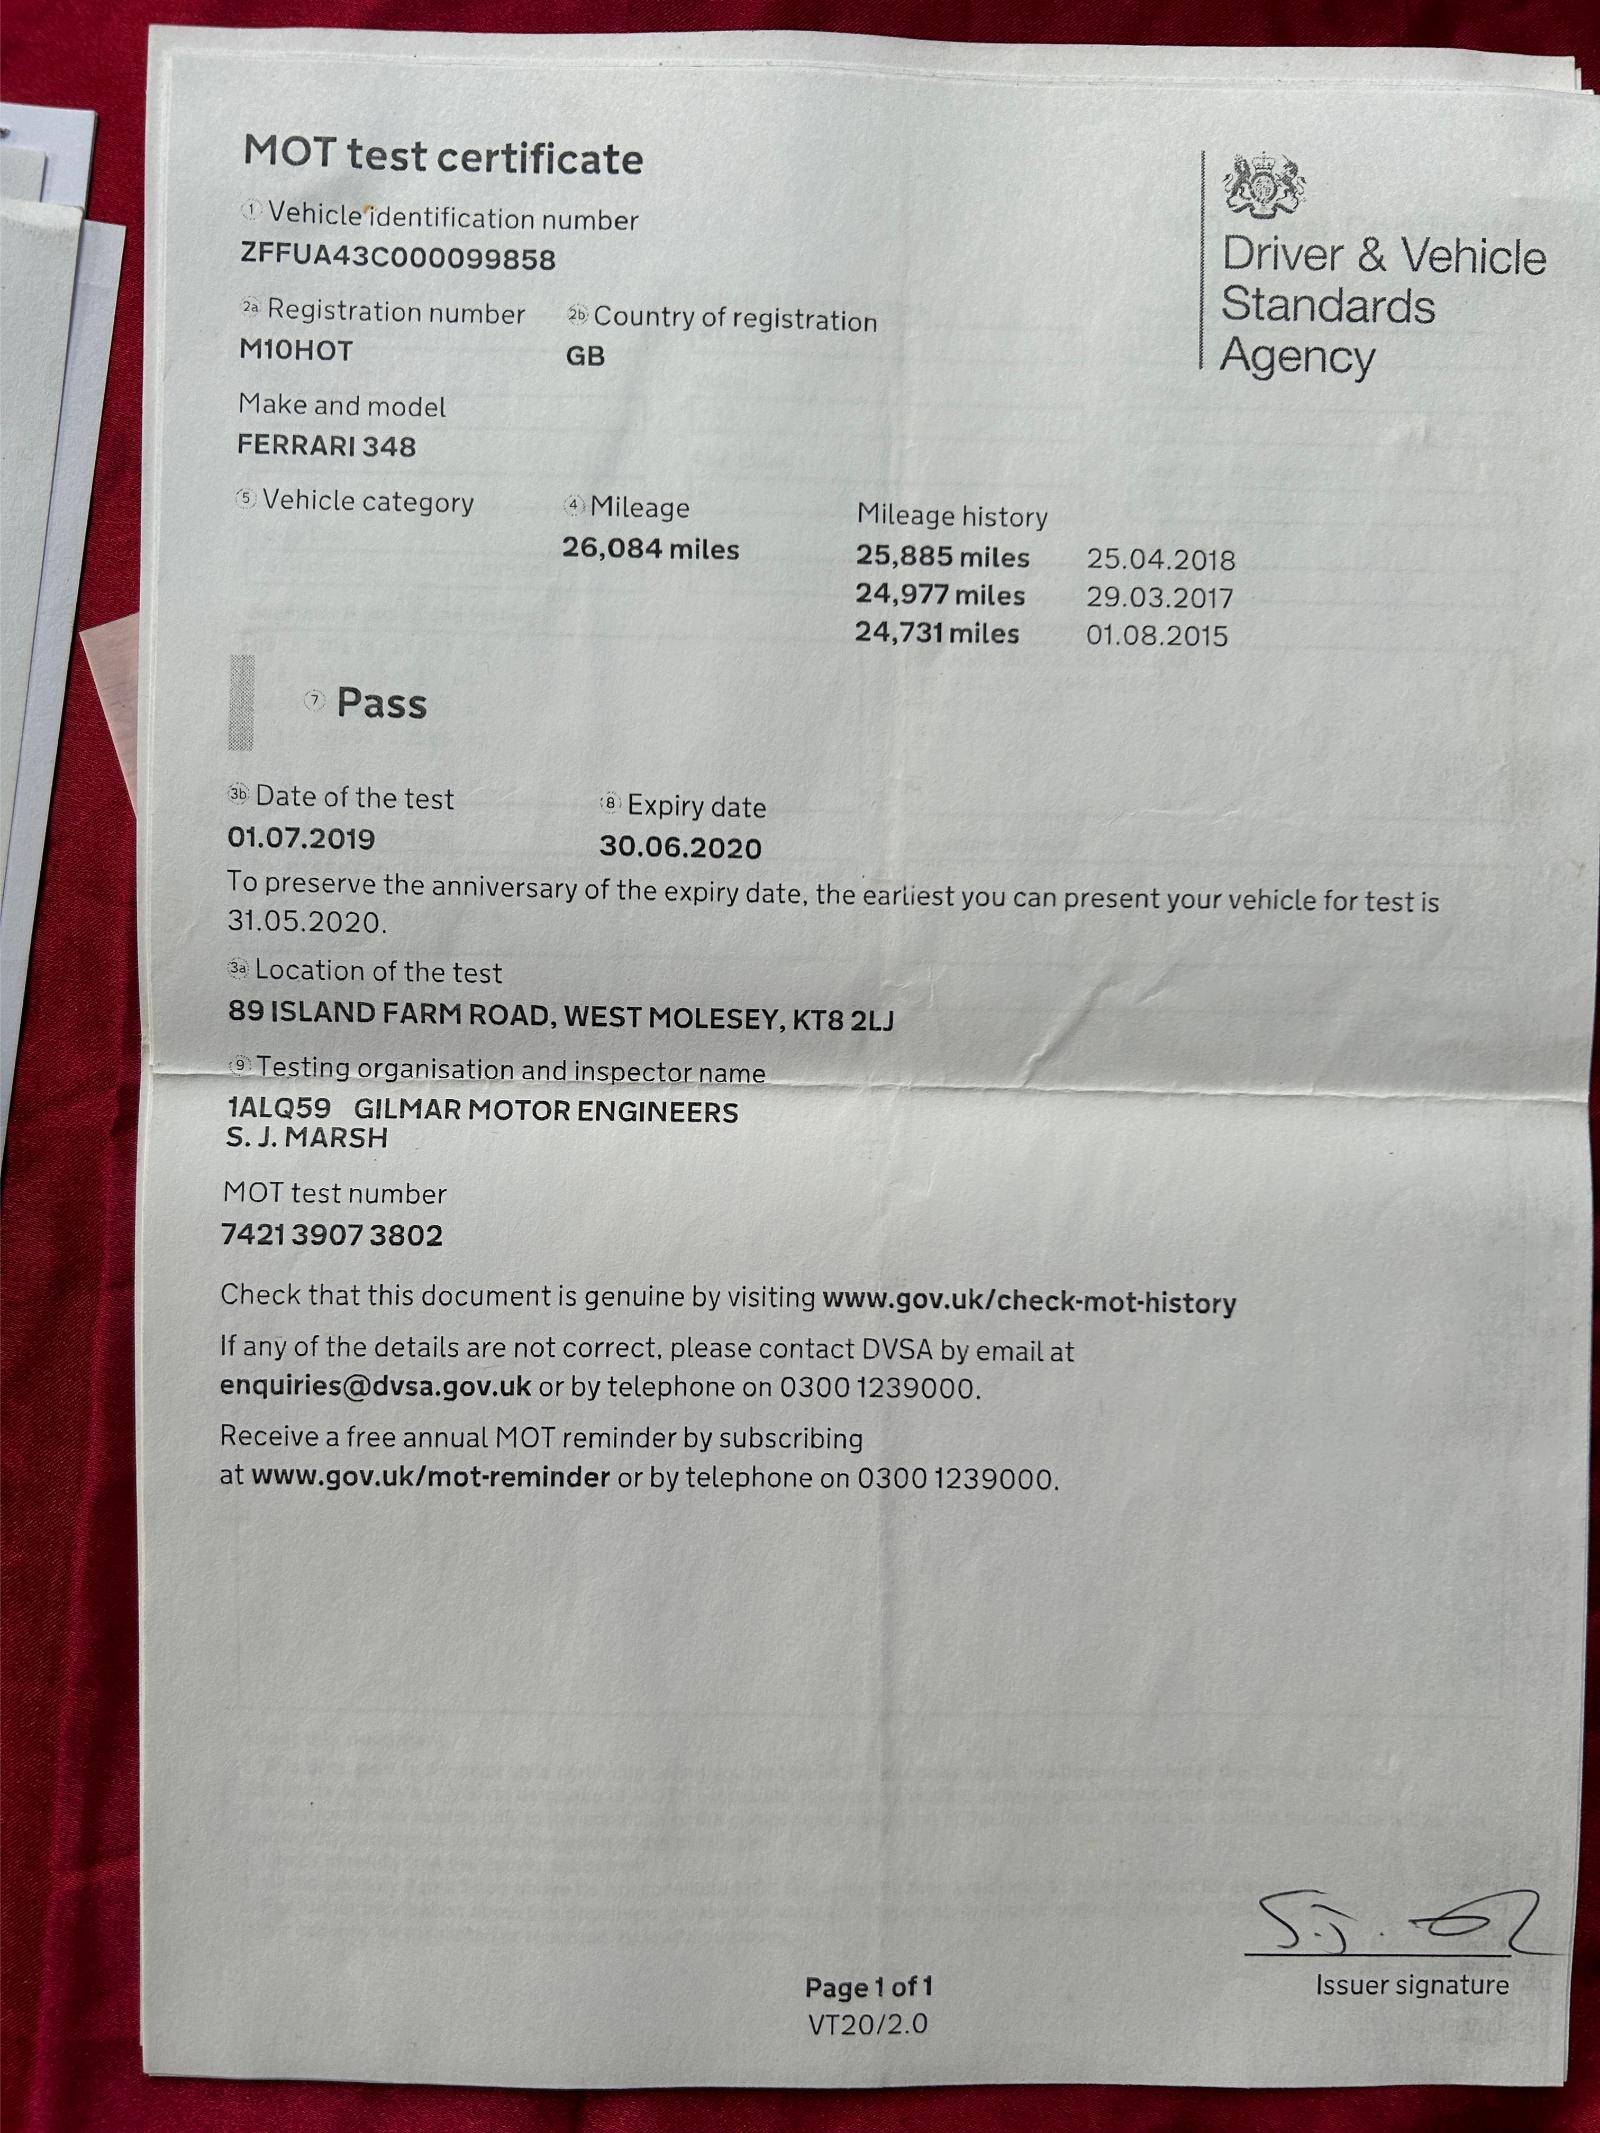 MOT test certificate
1 Vehicle identification number
ZFFUA43C000099858
2a Registration number 2b Country of registration
M10HOT GB
Make and model
FERRARI 348
Driver & Vehicle
Standards
Agency
5 Vehicle category 4 Mileage Mileage history
26,084 miles 25,885 miles 25.04.2018
24,977 miles 29.03.2017
24,731 miles 01.08.2015
7 Pass
3b Date of the test 8 Expiry date
01.07.2019 30.06.2020
To preserve the anniversary of the expiry date, the earliest you can present your vehicle for test is
31.05.2020.
3a Location of the test
89 ISLAND FARM ROAD, WEST MOLESEY, KT8 2LJ
9 Testing organisation and inspector name
1ALQ59 GILMAR MOTOR ENGINEERS
S. J. MARSH
MOT test number
7421 3907 3802
Check that this document is genuine by visiting www.gov.uk/check-mot-history
If any of the details are not correct, please contact DVSA by email at
enquiries@dvsa.gov.uk or by telephone on 0300 1239000.
Receive a free annual MOT reminder by subscribing
at www.gov.uk/mot-reminder or by telephone on 0300 1239000.
S.J.
Issuer signature
Page 1 of 1
VT20/2.0